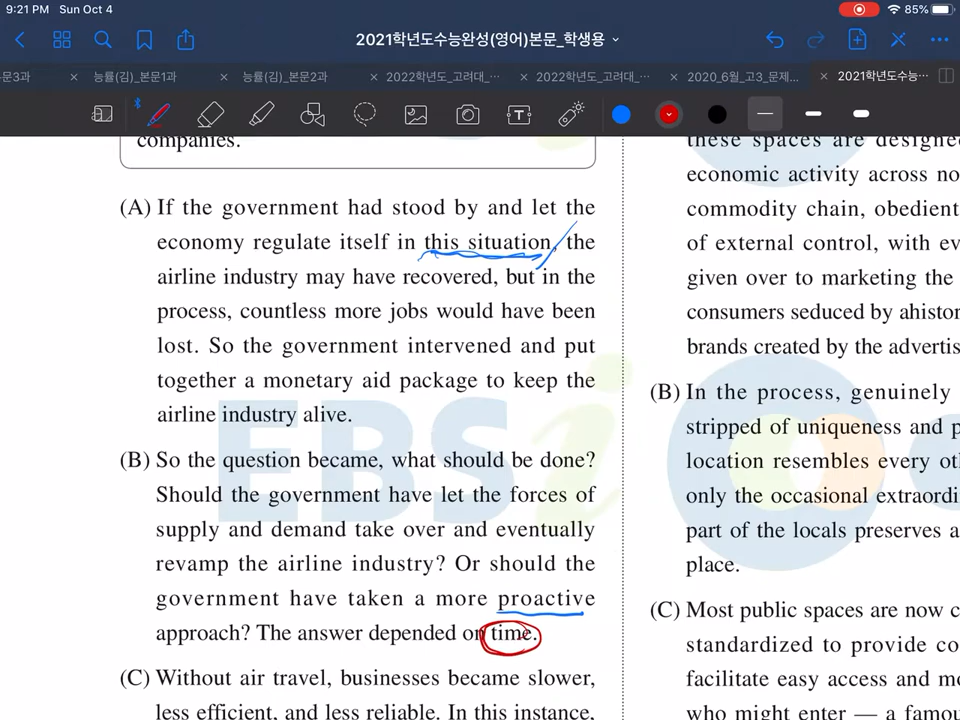 9:21 PM Sun Oct 4
85%
2021학년도수능완성(영어)본문_학생용
문3과
능률(김)_본문1과
능률(김)_본문2과
2022학년도_고려대_…
2022학년도_고려대_…
2020_6월_고3_문제…
2021학년도수능…
companies.
(A) If the government had stood by and let the
economy regulate itself in this situation, the
airline industry may have recovered, but in the
process, countless more jobs would have been
lost. So the government intervened and put
together a monetary aid package to keep the
airline industry alive.
(B) So the question became, what should be done?
Should the government have let the forces of
supply and demand take over and eventually
revamp the airline industry? Or should the
government have taken a more proactive
approach? The answer depended on time.
(C) Without air travel, businesses became slower,
less efficient, and less reliable. In this instance,
these spaces are designe
economic activity across no
commodity chain, obedient
of external control, with ev
given over to marketing the
consumers seduced by ahistor
brands created by the advertis
(B) In the process, genuinely
stripped of uniqueness and p
location resembles every oth
only the occasional extraordi
part of the locals preserves a
place.
(C) Most public spaces are now c
standardized to provide co
facilitate easy access and mo
who might enter — a famou
EBSi